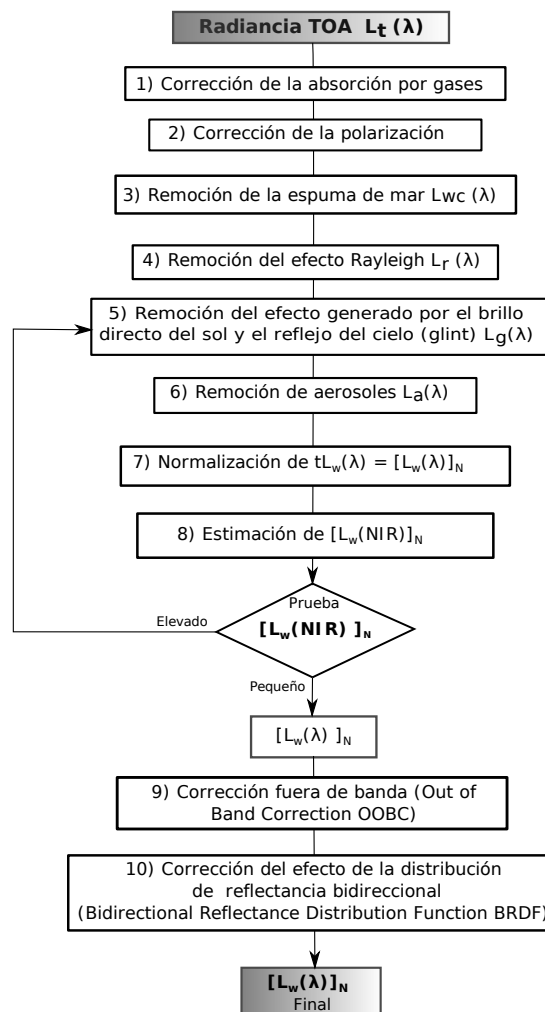 Radiancia TOA Lt (λ)
1) Corrección de la absorción por gases
2) Corrección de la polarización
3) Remoción de la espuma de mar Lwc (λ)
4) Remoción del efecto Rayleigh Lr (λ)
5) Remoción del efecto generado por el brillo
directo del sol y el reflejo del cielo (glint) Lg(λ)
6) Remoción de aerosoles La(λ)
7) Normalización de tLw(λ) = [Lw(λ)]N
8) Estimación de [Lw(NIR)]N
Prueba
[Lw(NIR) ]N
Elevado
Pequeño
[Lw(λ) ]N
9) Corrección fuera de banda (Out of
Band Correction OOBC)
10) Corrección del efecto de la distribución
de reflectancia bidireccional
(Bidirectional Reflectance Distribution Function BRDF)
[Lw(λ)]N
Final